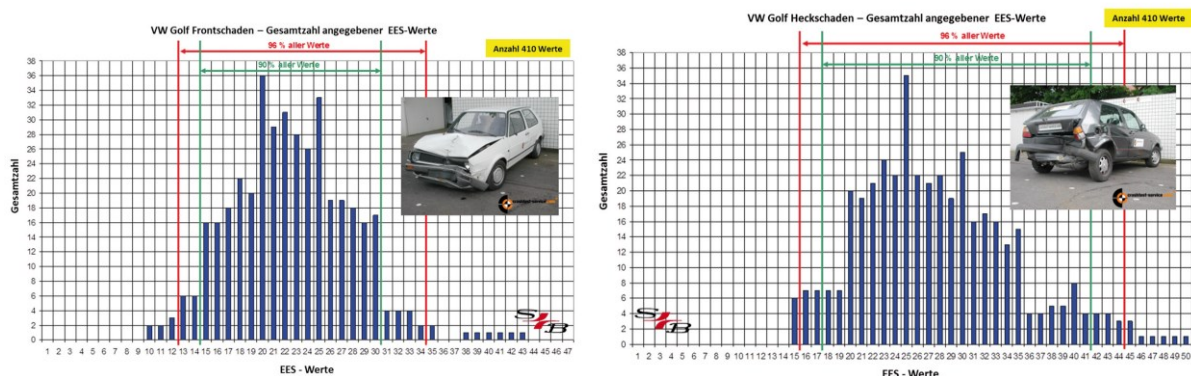 VW Golf Frontschaden – Gesamtzahl angegebener EES-Werte
Anzahl 410 Werte
96 % aller Werte
90% aller Werte
Gesamtzahl
38
36
34
32
30
28
26
24
22
20
18
16
14
12
10
8
6
4
2
0
1 2 3 4 5 6 7 8 9 10 11 12 13 14 15 16 17 18 19 20 21 22 23 24 25 26 27 28 29 30 31 32 33 34 35 36 37 38 39 40 41 42 43 44 45 46 47
EES - Werte
S B
VW Golf Heckschaden – Gesamtzahl angegebener EES-Werte
Anzahl 410 Werte
96 % aller Werte
90 % aller Werte
Gesamtzahl
38
36
34
32
30
28
26
24
22
20
18
16
14
12
10
8
6
4
2
0
1 2 3 4 5 6 7 8 9 10 11 12 13 14 15 16 17 18 19 20 21 22 23 24 25 26 27 28 29 30 31 32 33 34 35 36 37 38 39 40 41 42 43 44 45 46 47 48 49 50
EES - Werte
S B